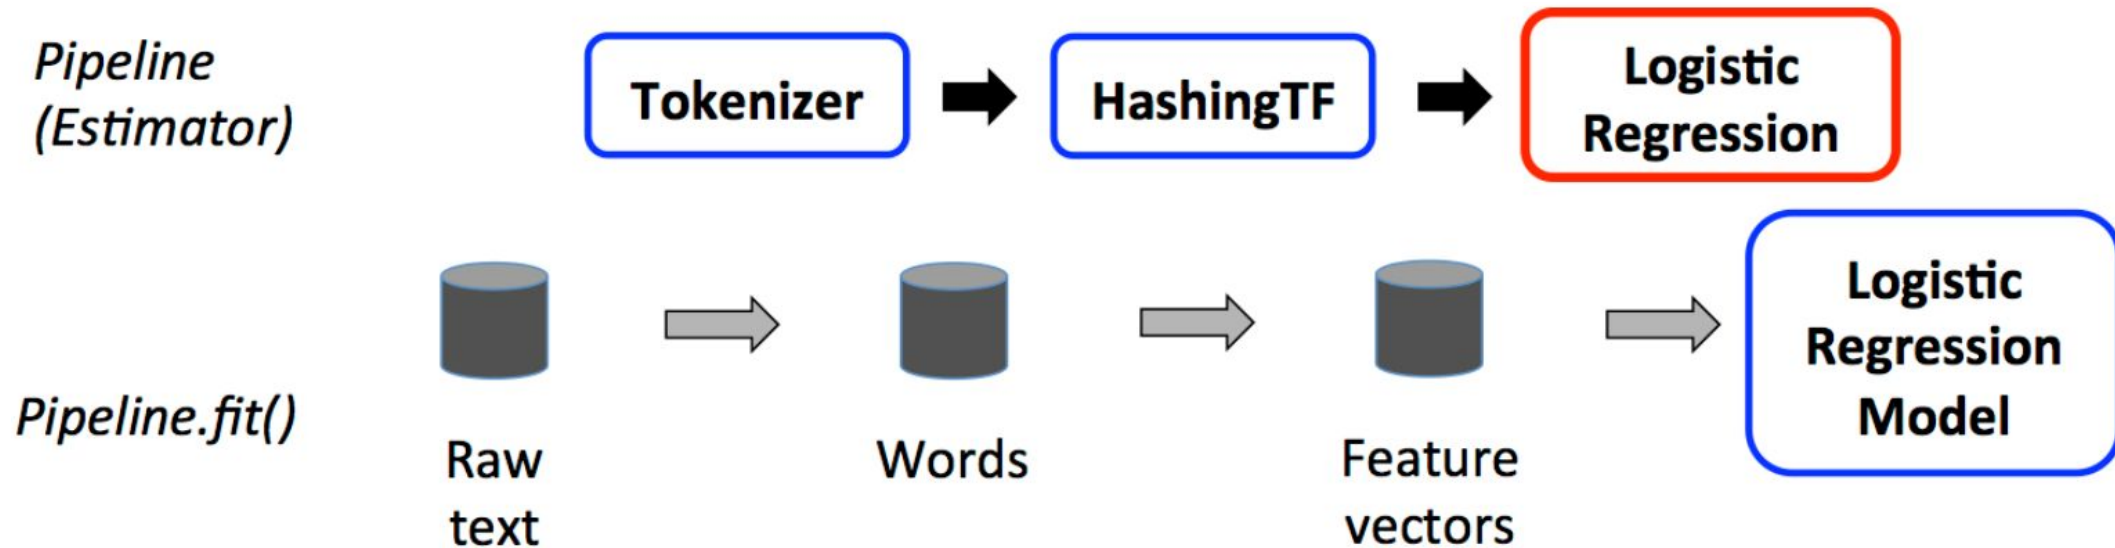 Pipeline
(Estimator)
Tokenizer
HashingTF
Logistic
Regression
Pipeline.fit()
Raw
text
Words
Feature
vectors
Logistic
Regression
Model